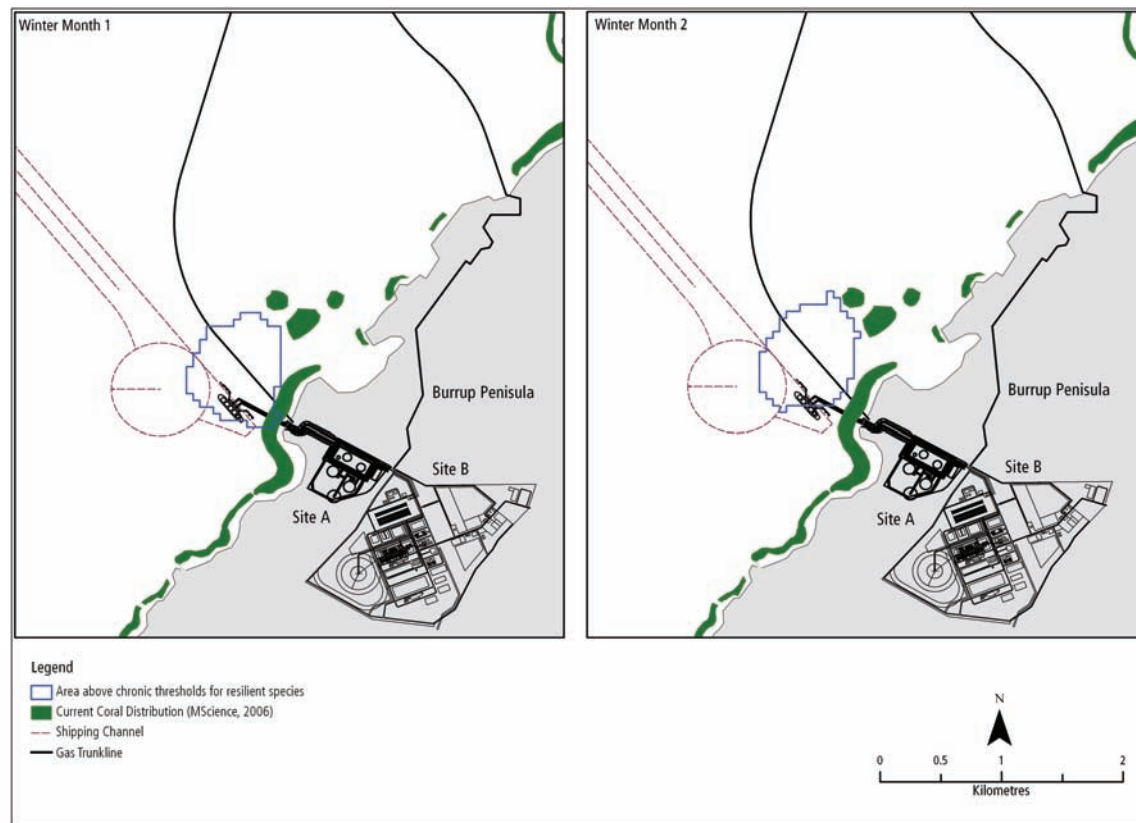 Winter Month 1
Burrup Penisula
Site B
Site A
Winter Month 2
Burrup Penisula
Site B
Site A
Legend
Area above chronic thresholds for resilient species
Current Coral Distribution (MScience, 2006)
Shipping Channel
Gas Trunkline
N
0 0.5 1 2
Kilometres